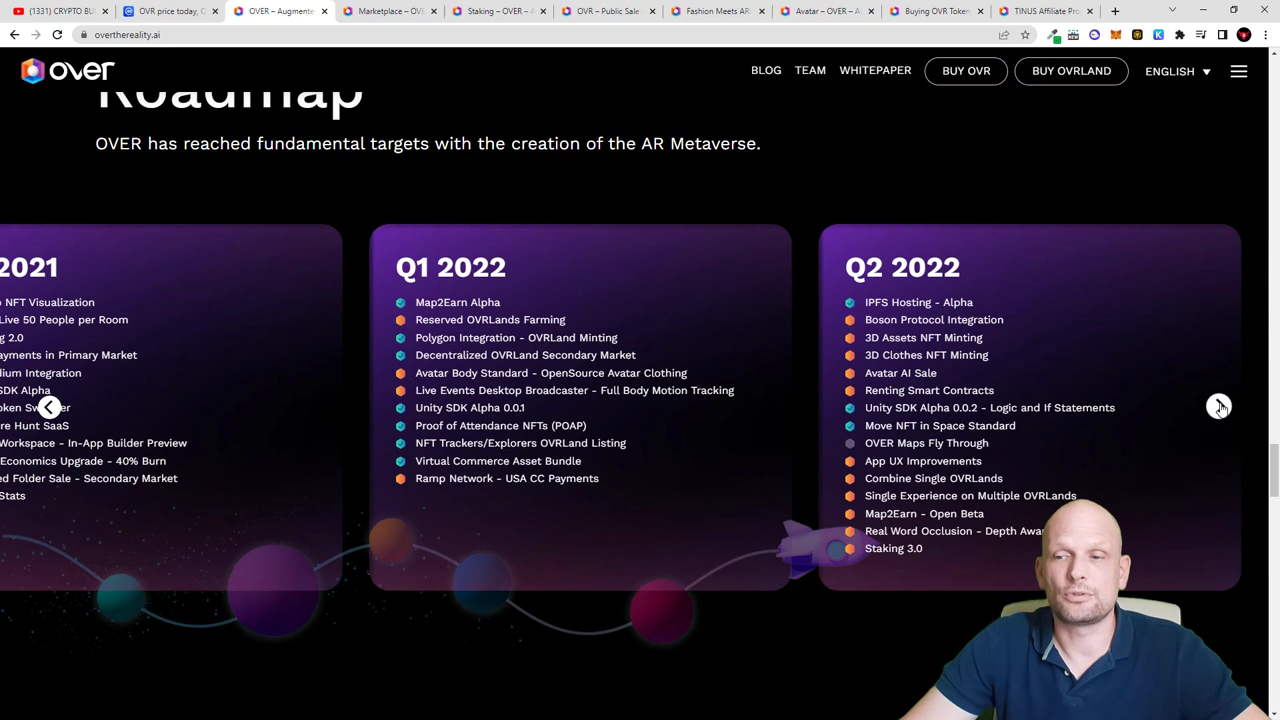 (1331) CRYPTO BU
OVR price today, C
OVER – Augmente
Marketplace – OVE
Staking – OVER – A
OVR – Public Sale
Fashion Meets AR
Avatar – OVER – A
Buying OVR Token
TINUS Affiliate Pro
overthereality.ai
over
BLOG
TEAM
WHITEPAPER
BUY OVR
BUY OVRLAND
ENGLISH
Roadmap
OVER has reached fundamental targets with the creation of the AR Metaverse.
2021
NFT Visualization
Live 50 People per Room
g 2.0
ayments in Primary Market
dium Integration
SDK Alpha
oken Sw er
re Hunt SaaS
Workspace - In-App Builder Preview
Economics Upgrade - 40% Burn
ed Folder Sale - Secondary Market
Stats
Q1 2022
Map2Earn Alpha
Reserved OVRLands Farming
Polygon Integration - OVRLand Minting
Decentralized OVRLand Secondary Market
Avatar Body Standard - OpenSource Avatar Clothing
Live Events Desktop Broadcaster - Full Body Motion Tracking
Unity SDK Alpha 0.0.1
Proof of Attendance NFTs (POAP)
NFT Trackers/Explorers OVRLand Listing
Virtual Commerce Asset Bundle
Ramp Network - USA CC Payments
Q2 2022
IPFS Hosting - Alpha
Boson Protocol Integration
3D Assets NFT Minting
3D Clothes NFT Minting
Avatar AI Sale
Renting Smart Contracts
Unity SDK Alpha 0.0.2 - Logic and If Statements
Move NFT in Space Standard
OVER Maps Fly Through
App UX Improvements
Combine Single OVRLands
Single Experience on Multiple OVRLands
Map2Earn - Open Beta
Real Word Occlusion - Depth Awar
Staking 3.0